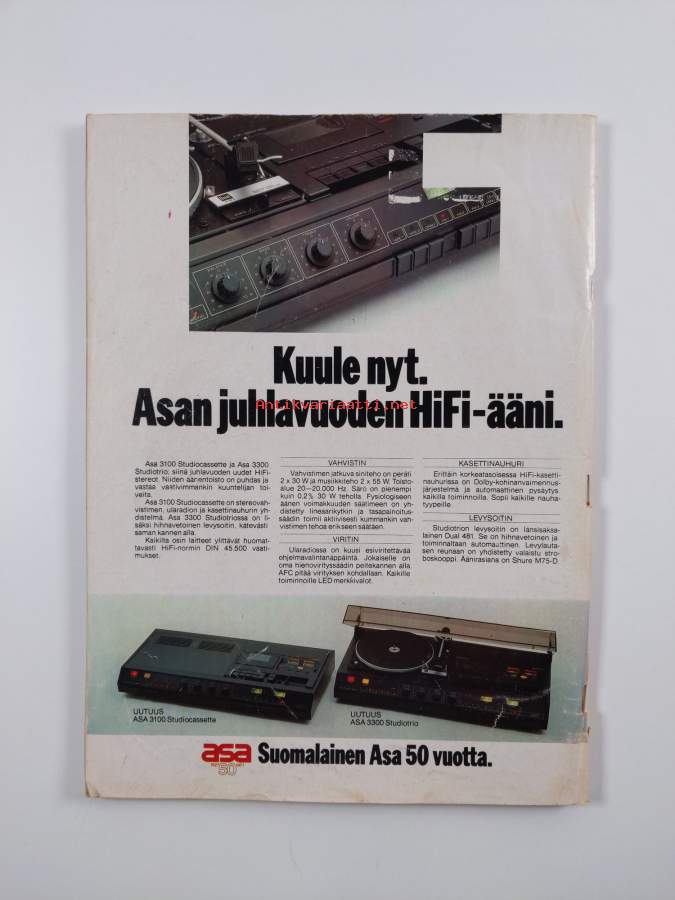 Kuule nyt.
Asan juhlavuoden HiFi-ääni.
Antikvariaatti.net
Asa 3100 Studiocassette ja Asa 3300
Studiotrio; siinä juhlavuoden uudet HiFi-
stereot. Niiden äänentoisto on puhdas ja
vastaa valitivimmankin kuuntelijan toi-
veita.
Asa 3100 Studiocassette on stereovah-
vistimen, ularadion ja kasettinauhurin yh-
distelmä. Asa 3300 Studiotriossa on li-
säksi hihnavetoinen levysoitin, kätevästi
saman kannen alla.
Kaikilta osin laitteet ylittävät huomat-
tavasti HiFi-normin DIN 45.500 vaati-
mukset.
VAHVISTIN
Vahvistimen jatkuva siniteho on peräti
2 x 30 W ja musiikkiteho 2 x 55 W. Toisto-
alue 20—20.000 Hz. Särö on pienempi
kuin 0.2% 30 W teholla. Fysiologiseen
äänen voimakkuuden säätimeen on yh-
distetty lineaarikytkin ja tasapainoitus-
säädin toimii aktiivisesti kummankin vah-
vistimen tehoa erikseen säätäen.
VIRITIN
Ularadiossa on kuusi esiviritettävää
ohjelmavalintanäppäintä. Jokaiselle on
oma hienovirityssäädin peitekannen alla.
AFC pitää virityksen kohdallaan. Kaikille
toiminnoille LED merkkivalot.
KASETTINAUHURI
Erittäin korkeatasoisessa HiFi-kasetti-
nauhurissa on Dolby-kohinanvaimennus-
järjestelmä ja automaattinen pysäytys
kaikilla toiminnoilla. Sopii kaikille nauha-
tyypeille.
LEVYSOITIN
Studiotrion levysoitin on länsisaksa-
lainen Dual 481. Se on hihnavetoinen ja
toiminnaltaan automaattinen. Levylauta-
sen reunaan on yhdistetty valaistu stro-
boskooppi. Äänirasiana on Shure M75-D
UUTUUS
ASA 3100 Studiocassette
UUTUUS
ASA 3300 Studiotrio
asa
50
Suomalainen Asa 50 vuotta.